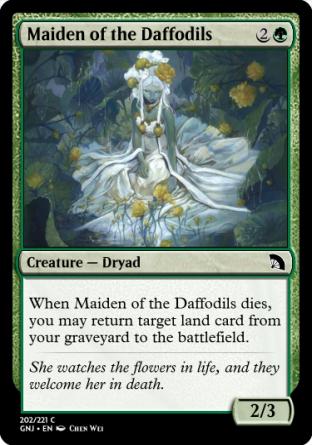 Maiden of the Daffodils 2
Creature — Dryad
When Maiden of the Daffodils dies,
you may return target land card from
your graveyard to the battlefield.
She watches the flowers in life, and they
welcome her in death.
2/3
202/221 C
GNJ • EN Chen Wei